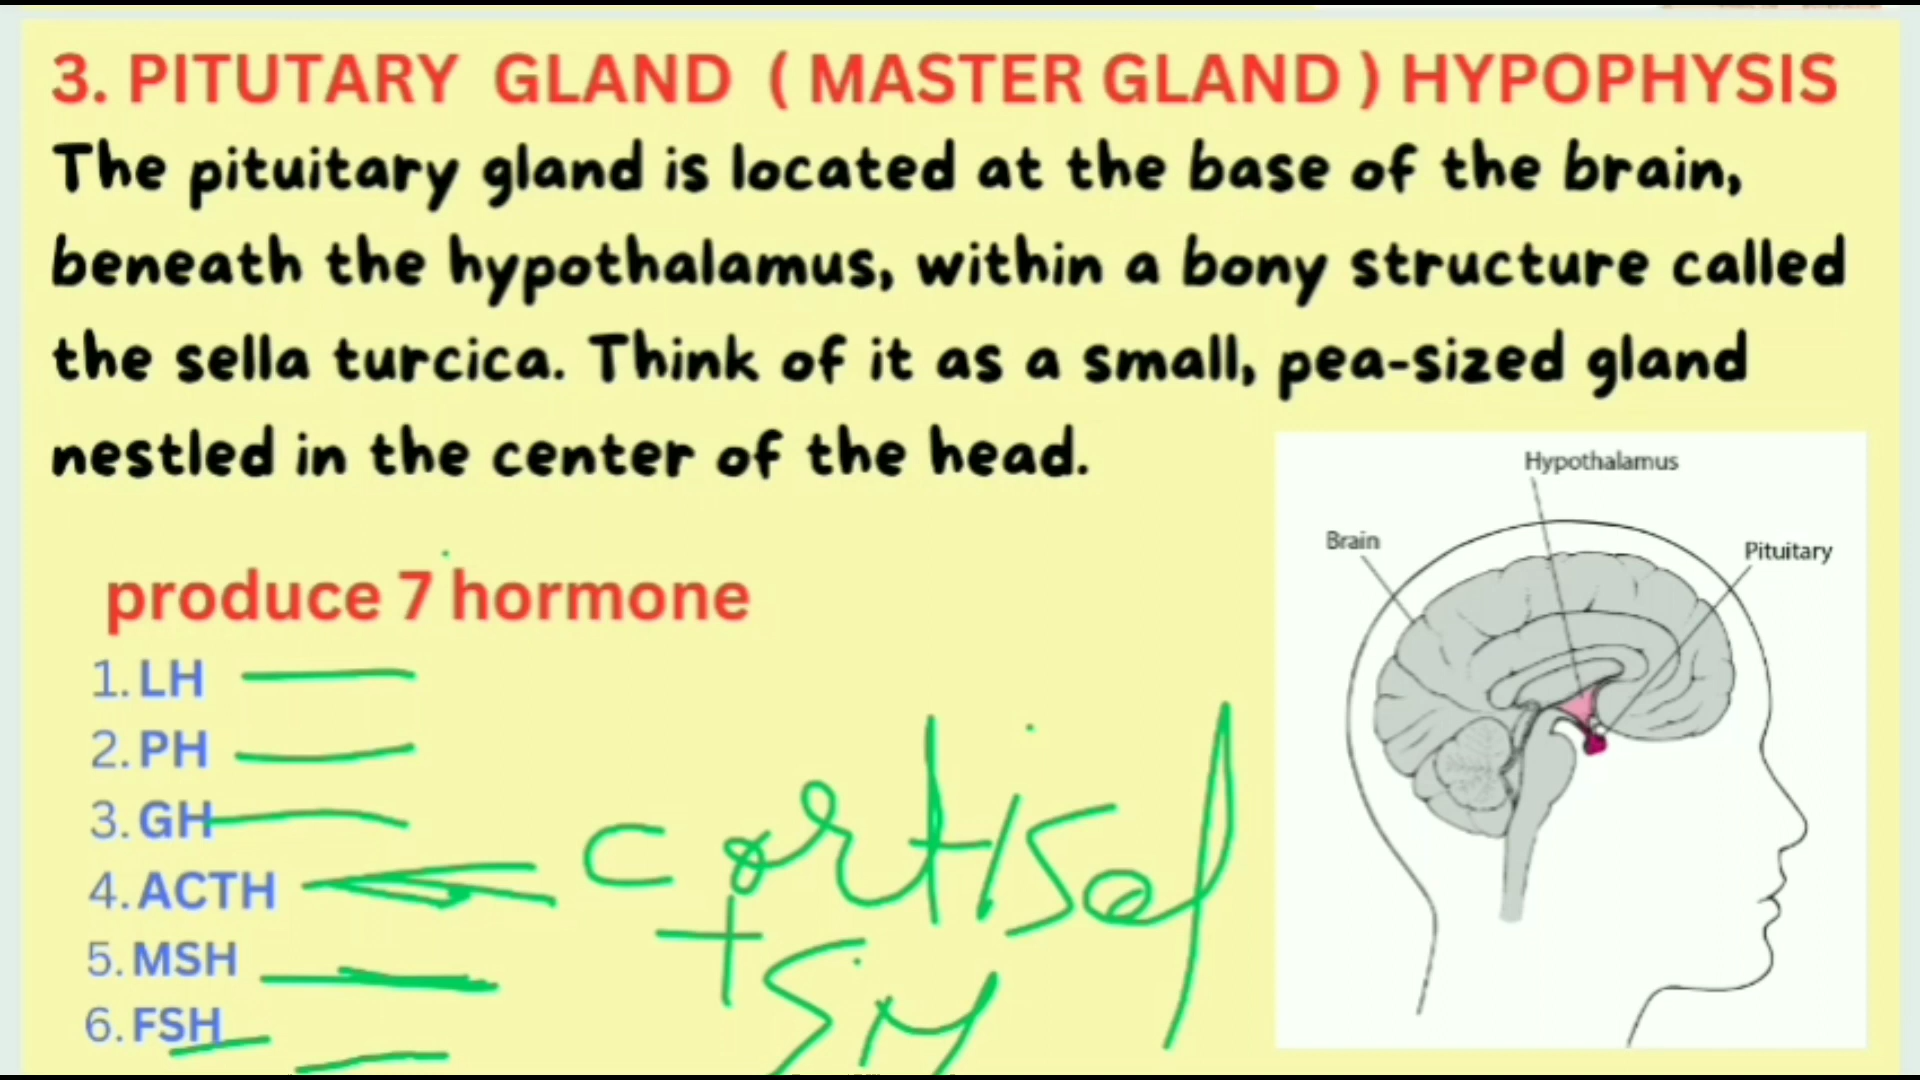 3. PITUTARY GLAND ( MASTER GLAND ) HYPOPHYSIS
The pituitary gland is located at the base of the brain,
beneath the hypothalamus, within a bony structure called
the sella turcica. Think of it as a small, pea-sized gland
nestled in the center of the head.
Hypothalamus
Brain
Pituitary
produce 7 hormone
1. LH
2. PH
3. GH
4. ACTH
5. MSH
6. FSH
cortisol
+